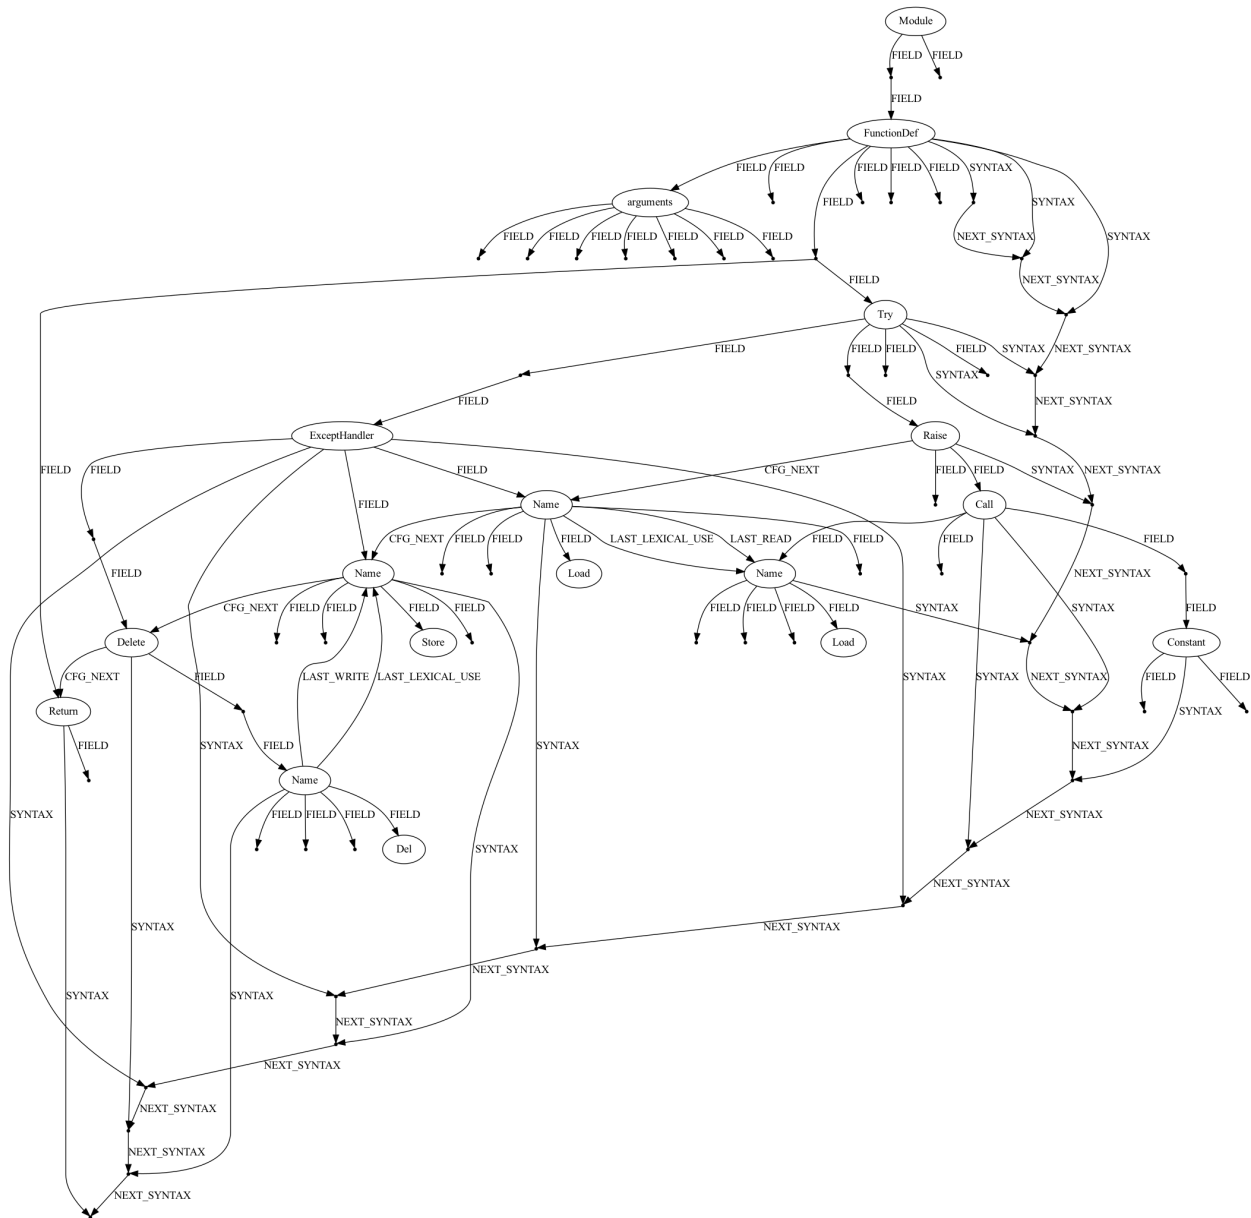 Module
FIELD FIELD
FIELD
FunctionDef
FIELD FIELD FIELD FIELD FIELD SYNTAX
arguments FIELD SYNTAX
FIELD FIELD FIELD FIELD FIELD FIELD FIELD NEXT_SYNTAX SYNTAX
FIELD NEXT_SYNTAX
Try
FIELD FIELD FIELD FIELD SYNTAX NEXT_SYNTAX
SYNTAX
FIELD FIELD NEXT_SYNTAX
ExceptHandler Raise
FIELD FIELD FIELD CFG_NEXT FIELD FIELD SYNTAX NEXT_SYNTAX
FIELD Name Call
CFG_NEXT FIELD FIELD FIELD LAST_LEXICAL_USE LAST_READ FIELD FIELD FIELD FIELD
FIELD Name Load Name NEXT_SYNTAX
CFG_NEXT FIELD FIELD FIELD FIELD FIELD FIELD FIELD FIELD SYNTAX SYNTAX FIELD
Delete Store Load Constant
CFG_NEXT FIELD LAST_WRITE LAST_LEXICAL_USE SYNTAX SYNTAX NEXT_SYNTAX FIELD FIELD
Return SYNTAX
FIELD SYNTAX FIELD SYNTAX NEXT_SYNTAX
Name
SYNTAX FIELD FIELD FIELD FIELD NEXT_SYNTAX
Del SYNTAX
NEXT_SYNTAX
SYNTAX NEXT_SYNTAX
NEXT_SYNTAX
SYNTAX SYNTAX
NEXT_SYNTAX
NEXT_SYNTAX
NEXT_SYNTAX
NEXT_SYNTAX
NEXT_SYNTAX